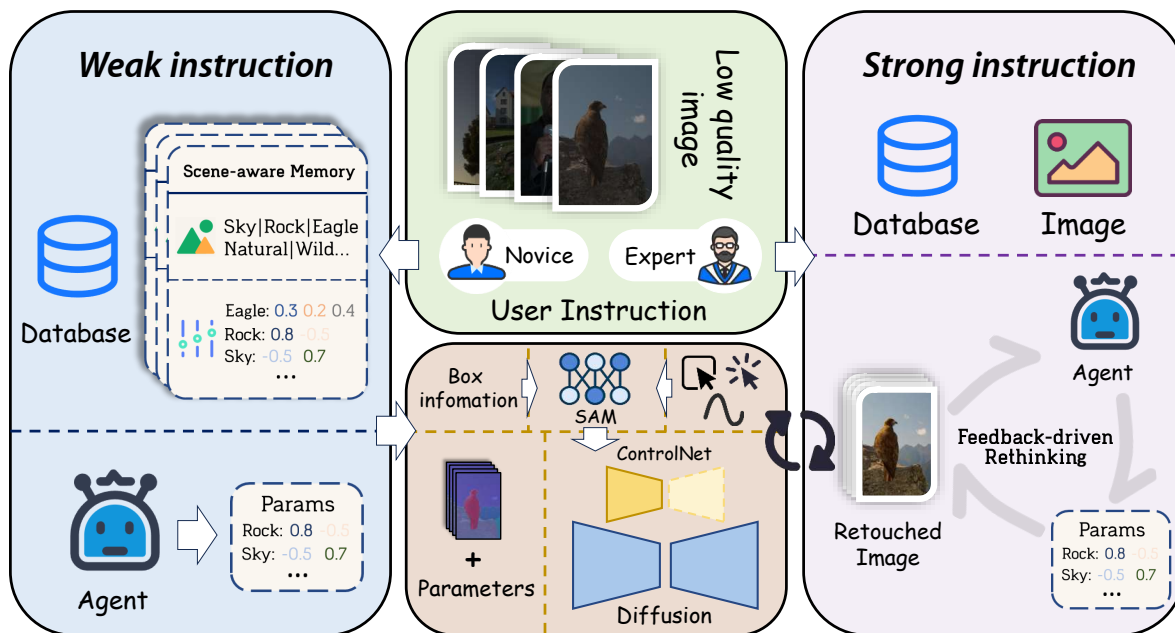 Weak instruction
Scene-aware Memory
Sky|Rock|Eagle
Natural|Wild...
Eagle: 0.3 0.2 0.4
Rock: 0.8 -0.5
Sky: -0.5 0.7
...
Database
Agent
Params
Rock: 0.8 -0.5
Sky: -0.5 0.7
...
Low quality
image
Novice
Expert
User Instruction
Box
infomation
SAM
ControlNet
+
Parameters
Diffusion
Strong instruction
Database
Image
Agent
Feedback-driven
Rethinking
Retouched
Image
Params
Rock: 0.8 -0.5
Sky: -0.5 0.7
...